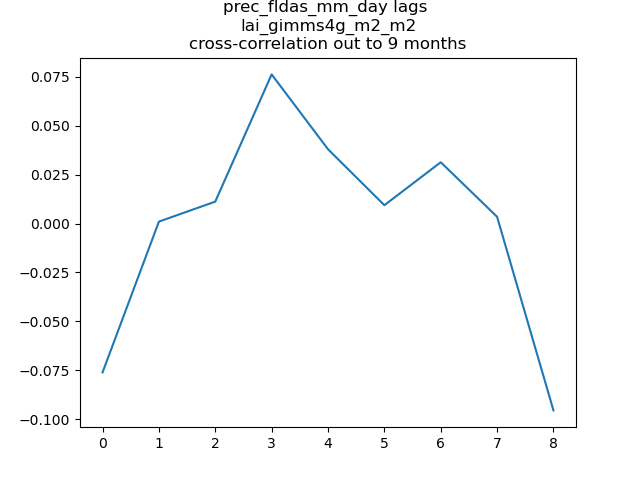 prec_fldas_mm_day lags
lai_gimms4g_m2_m2
cross-correlation out to 9 months
0.075
0.050
0.025
0.000
−0.025
−0.050
−0.075
−0.100
0 1 2 3 4 5 6 7 8